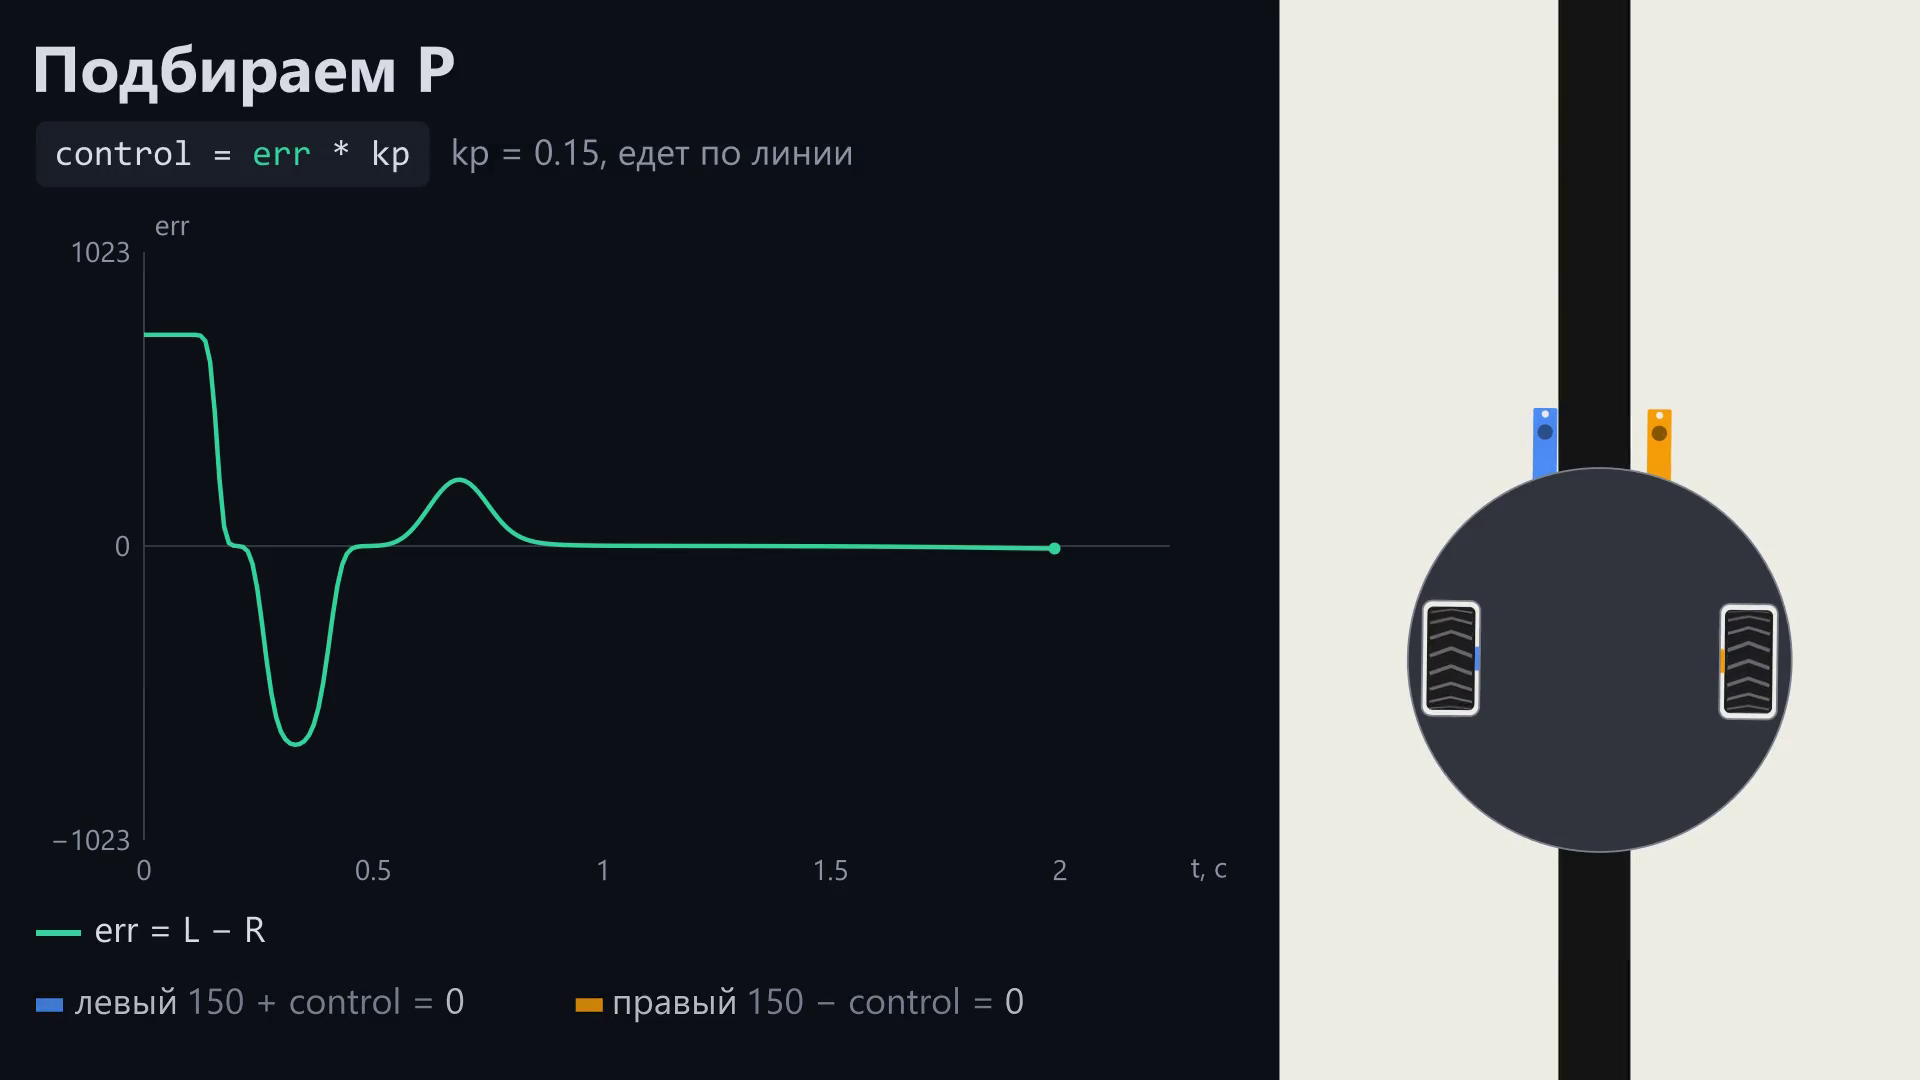 Подбираем P
control = err * kp kp = 0.15, едет по линии
err
1023
0
−1023
0 0.5 1 1.5 2 t, с
err = L − R
левый 150 + control = 0 правый 150 − control = 0